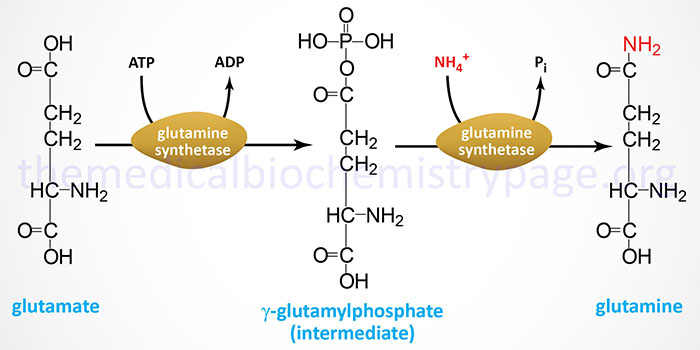 OH
O=C
CH₂
CH₂
HC-NH₂
O=C
OH
glutamate
ATP
ADP
glutamine
synthetase
O
HO-P-OH
O
O=C
CH₂
CH₂
HC-NH₂
O=C
OH
γ-glutamylphosphate
(intermediate)
NH₄⁺
Pᵢ
glutamine
synthetase
NH₂
O=C
CH₂
CH₂
HC-NH₂
O=C
OH
glutamine
themedicalbiochemistrypage.org